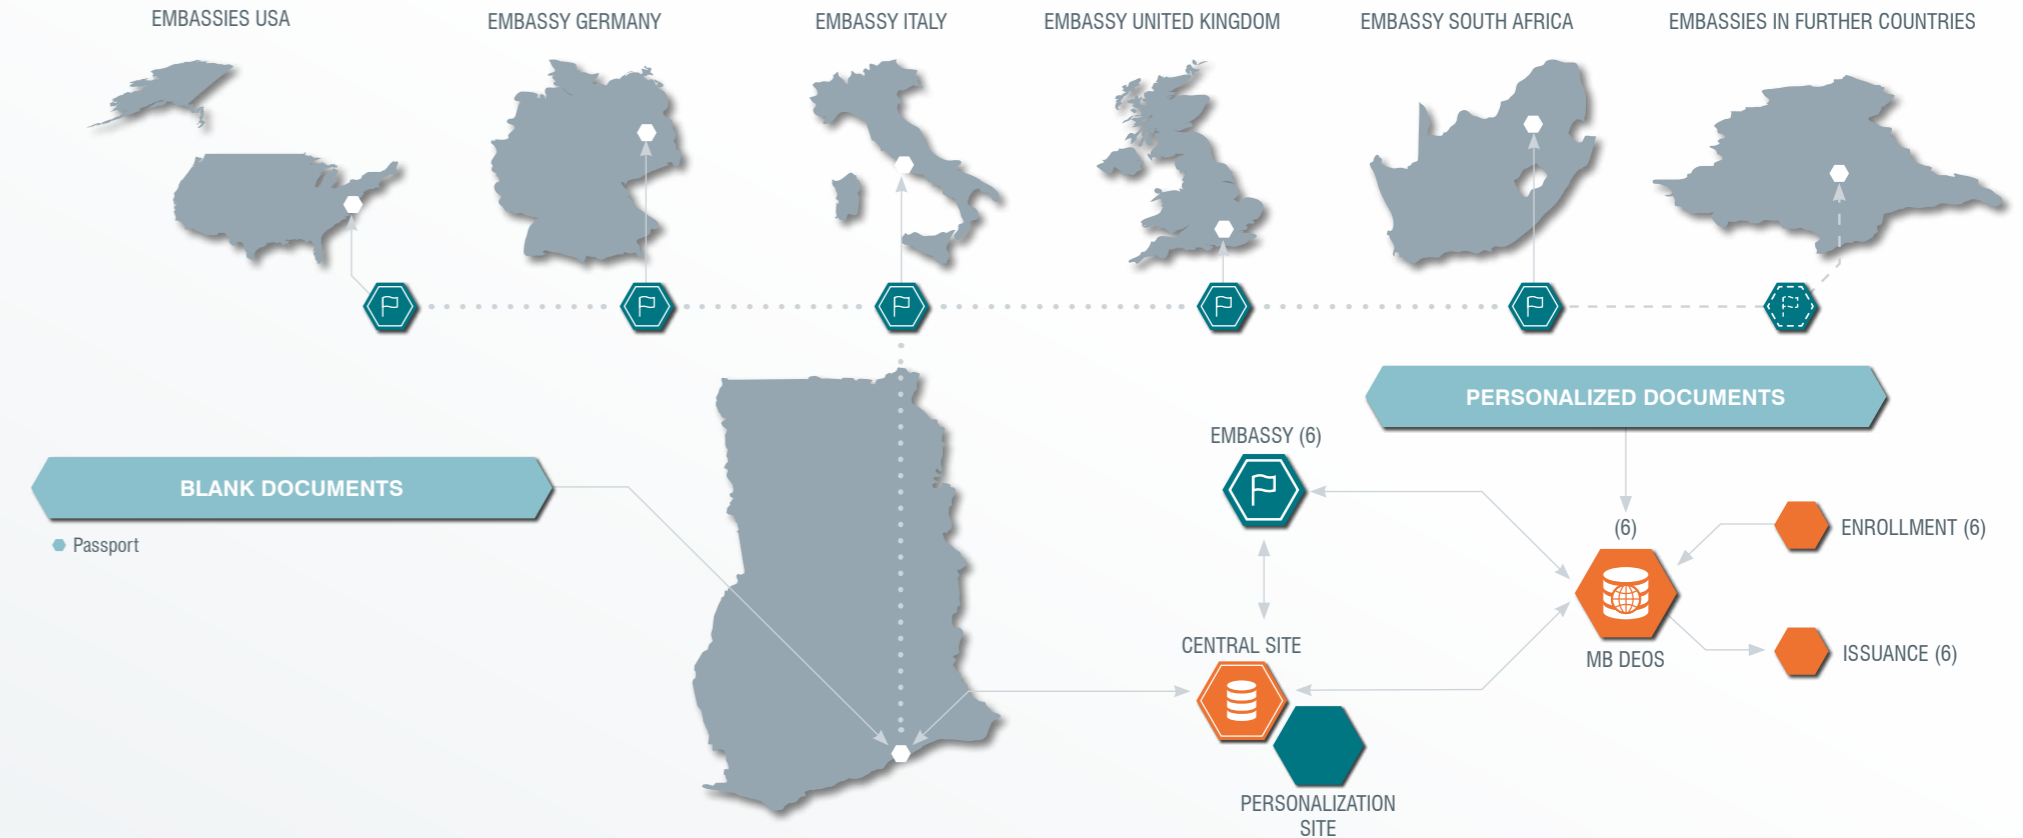 EMBASSIES USA
EMBASSY GERMANY
EMBASSY ITALY
EMBASSY UNITED KINGDOM
EMBASSY SOUTH AFRICA
EMBASSIES IN FURTHER COUNTRIES
PERSONALIZED DOCUMENTS
EMBASSY (6)
BLANK DOCUMENTS
Passport
(6)
ENROLLMENT (6)
CENTRAL SITE
MB DEOS
ISSUANCE (6)
PERSONALIZATION
SITE